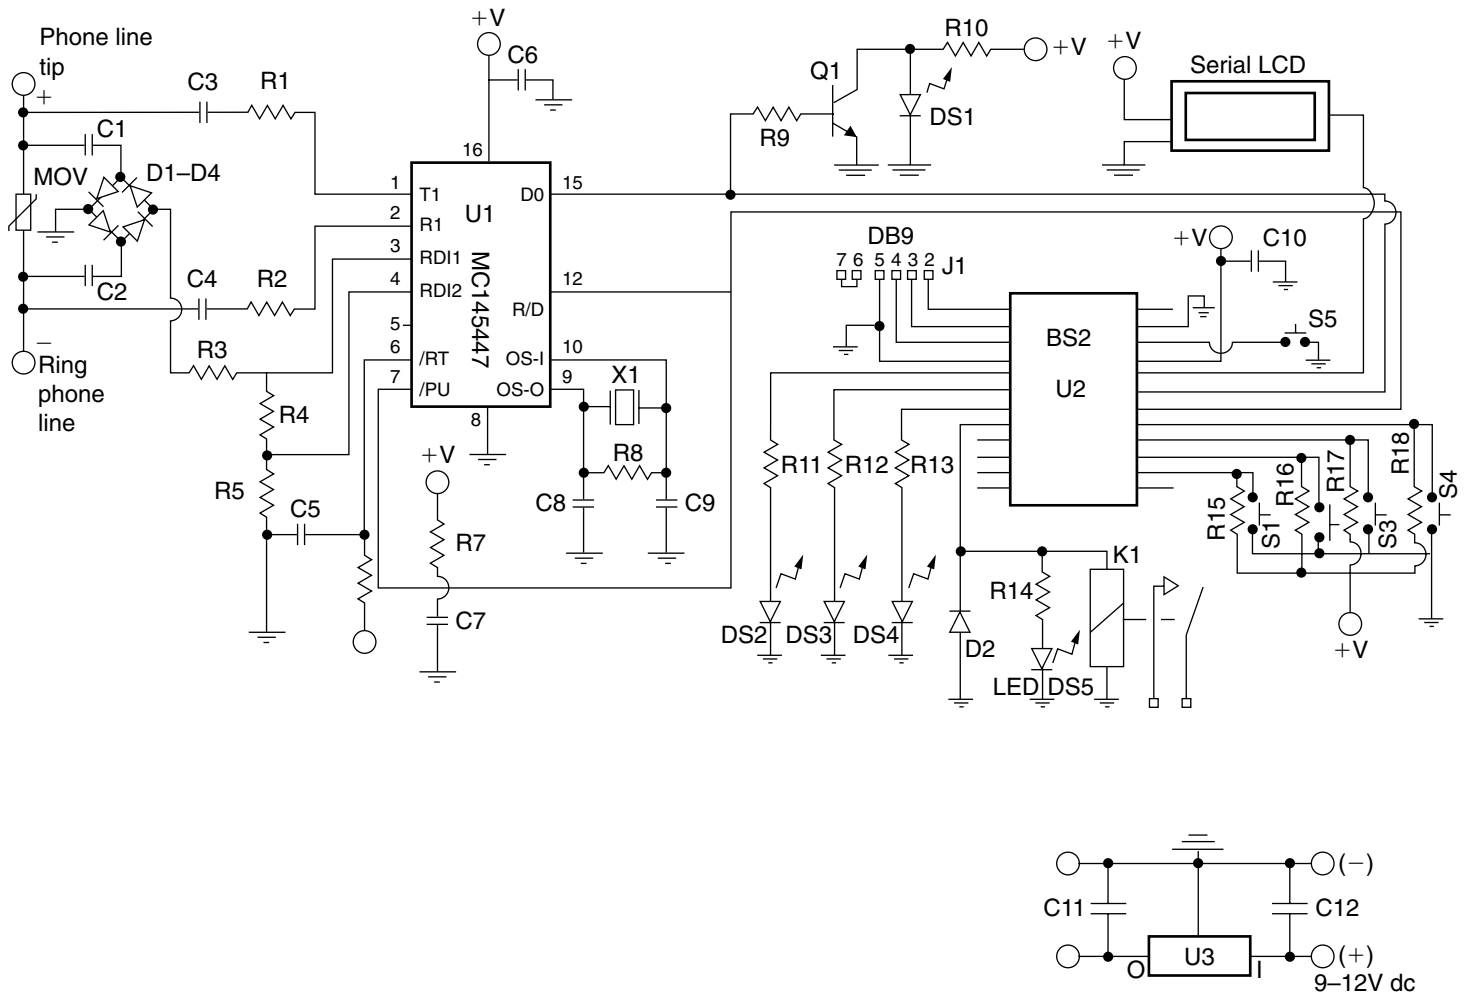 Phone line
tip
+
C3
R1
C1
MOV
D1–D4
C2
C4
R2
−
Ring
phone
line
R3
R4
R5
C5
+V
C6
16
1
T1
D0
15
2
R1
U1
3
RDI1
4
RDI2
MC145447
12
R/D
5
6
/RT
OS-I
10
7
/PU
OS-O
9
8
X1
R8
C8
C9
+V
R7
C7
Q1
R9
R10
+V
DS1
+V
Serial LCD
DB9
7 6 5 4 3 2
J1
+V
C10
S5
BS2
U2
R11
R12
R13
DS2
DS3
DS4
D2
R14
LED DS5
K1
R15
S1
R16
R17
S3
R18
S4
+V
(−)
C11
C12
O
U3
I
(+)
9–12V dc